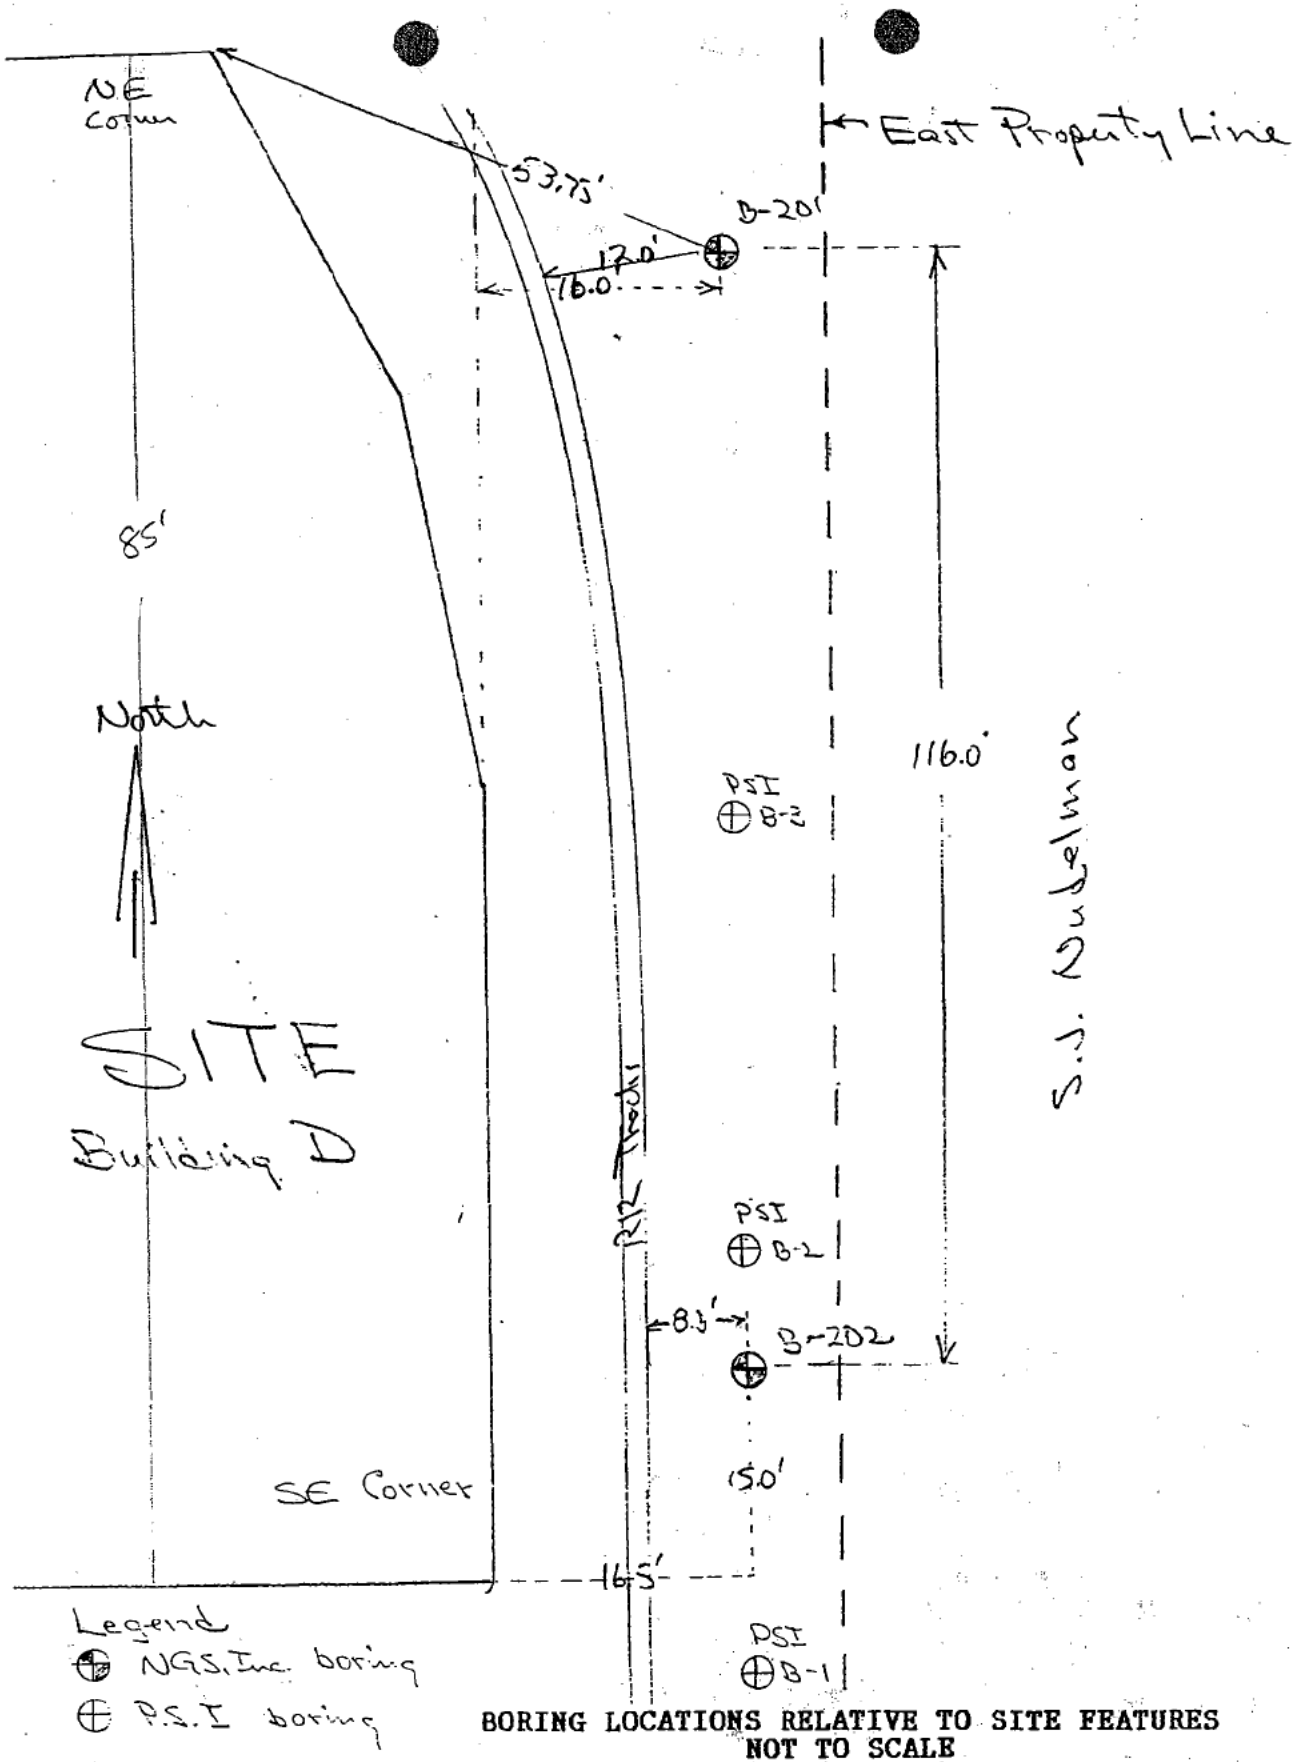 NE
Corner
East Property Line
53.75'
B-201
12.0'
16.0'
85'
North
116.0'
PSI
B-3
S.J. Nudelman
SITE
Building D
R/R Tracks
PSI
B-2
8.5'
B-202
15.0'
SE Corner
16.5'
PSI
B-1
Legend
NGS, Inc. boring
P.S.I boring
BORING LOCATIONS RELATIVE TO SITE FEATURES
NOT TO SCALE